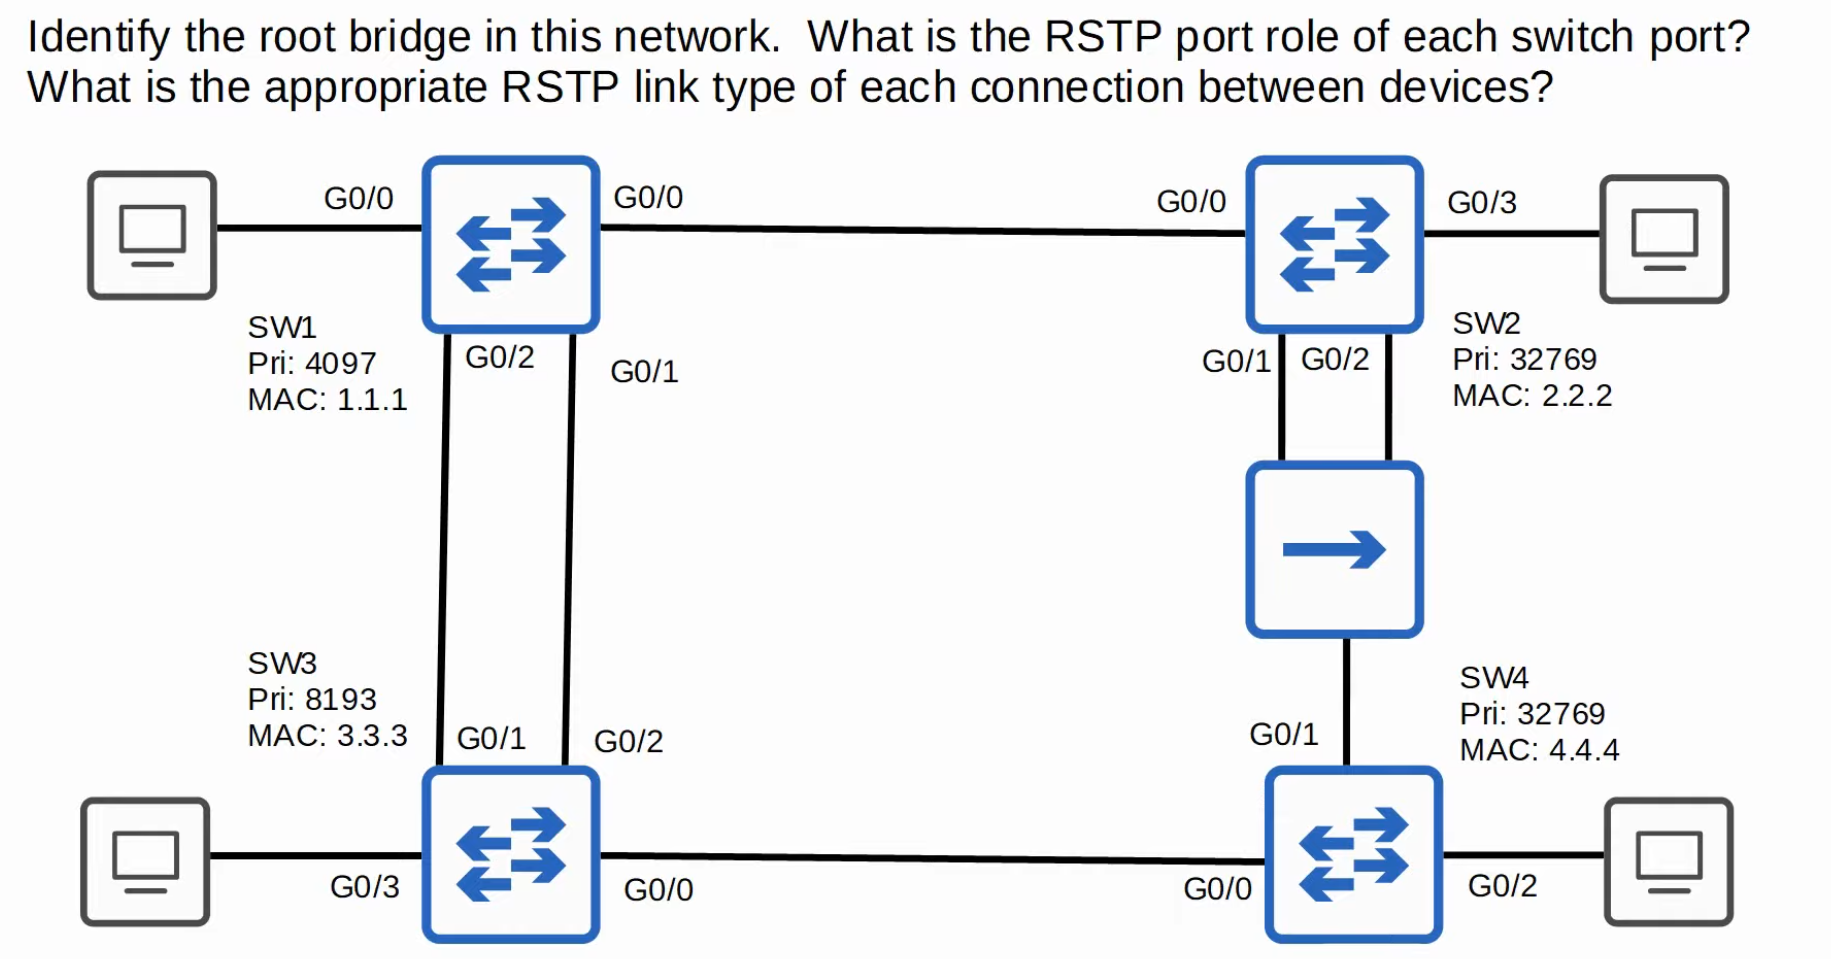 Identify the root bridge in this network.  What is the RSTP port role of each switch port?
What is the appropriate RSTP link type of each connection between devices?
G0/0
G0/0
G0/0
G0/3
SW1
Pri: 4097
MAC: 1.1.1
G0/2
G0/1
G0/1
G0/2
SW2
Pri: 32769
MAC: 2.2.2
SW3
Pri: 8193
MAC: 3.3.3
G0/1
G0/2
G0/1
SW4
Pri: 32769
MAC: 4.4.4
G0/3
G0/0
G0/0
G0/2